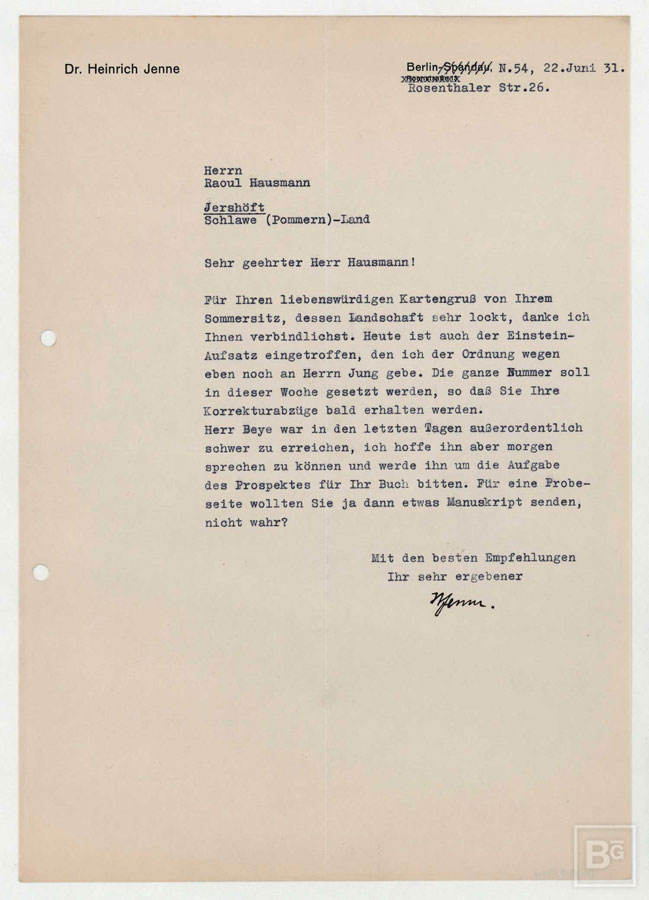 Dr. Heinrich Jenne
Berlin-Spandau, N.54, 22.Juni 31.
Rosenthaler Str.26.
Herrn
Raoul Hausmann
Jershöft
Schlawe (Pommern)-Land
Sehr geehrter Herr Hausmann!
Für Ihren liebenswürdigen Kartengruß von Ihrem
Sommersitz, dessen Landschaft sehr lockt, danke ich
Ihnen verbindlichst. Heute ist auch der Einstein-
Aufsatz eingetroffen, den ich der Ordnung wegen
eben noch an Herrn Jung gebe. Die ganze Nummer soll
in dieser Woche gesetzt werden, so daß Sie Ihre
Korrekturabzüge bald erhalten werden.
Herr Beye war in den letzten Tagen außerordentlich
schwer zu erreichen, ich hoffe ihn aber morgen
sprechen zu können und werde ihn um die Aufgabe
des Prospektes für Ihr Buch bitten. Für eine Probe-
seite wollten Sie ja dann etwas Manuskript senden,
nicht wahr?
Mit den besten Empfehlungen
Ihr sehr ergebener
HJenne.
BG